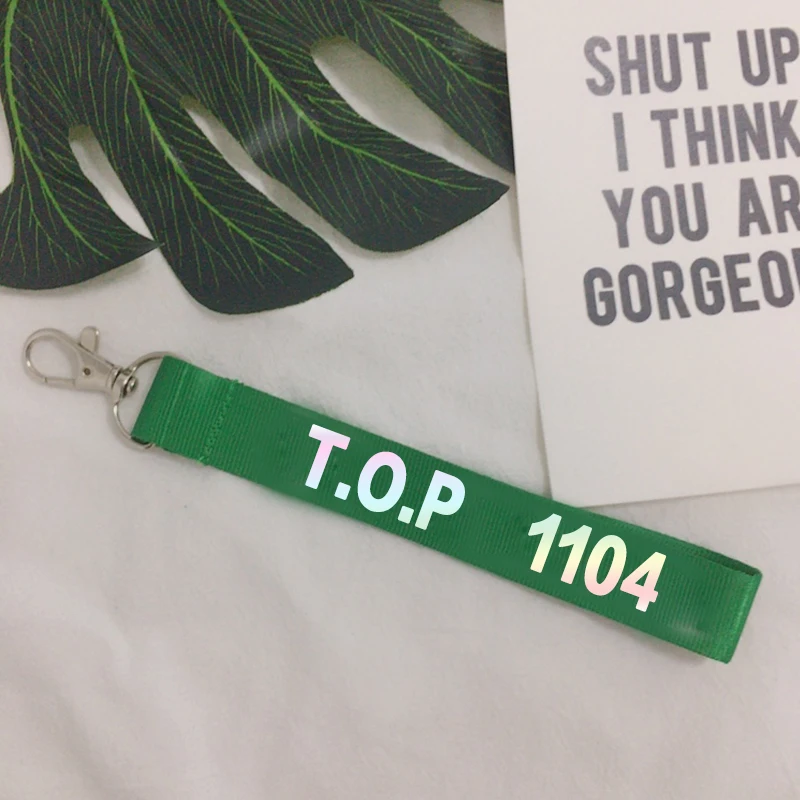 SHUT UP
I THINK
YOU AR
GORGEO
T.O.P 1104